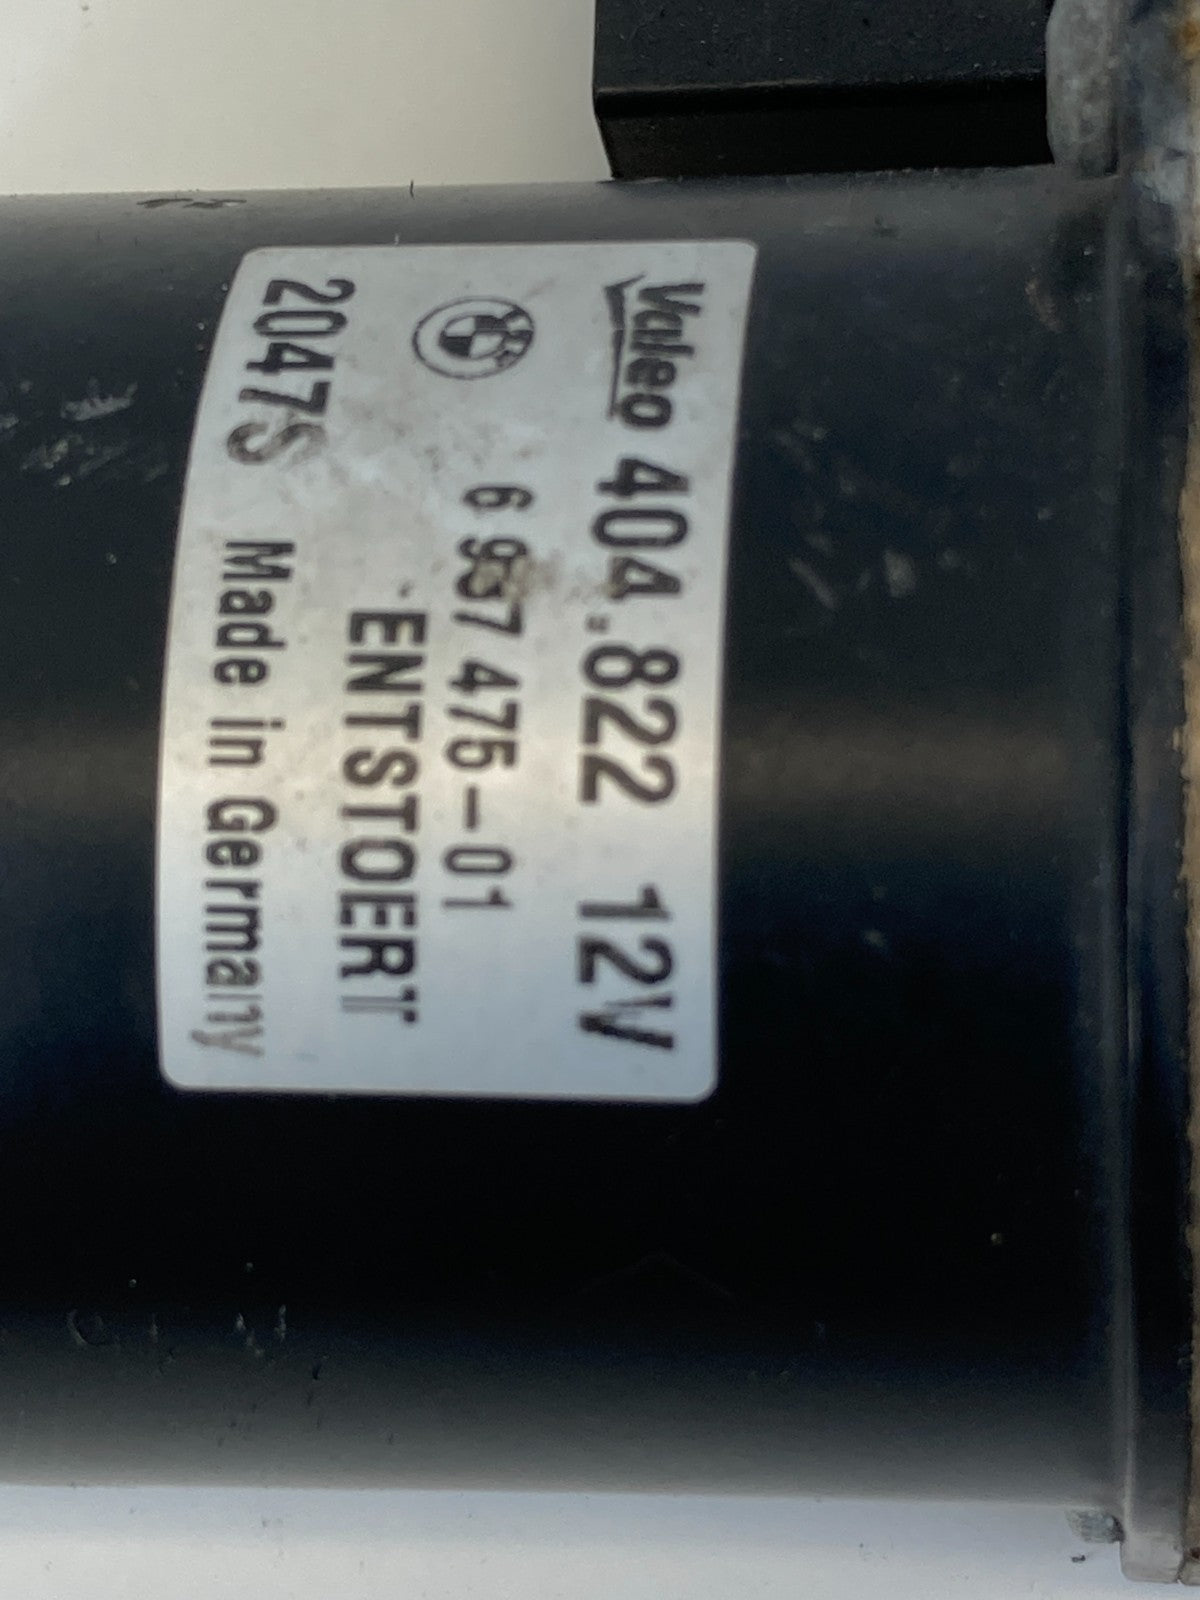 Valeo 404.822 12V
6 937 475-01
ENTSTOERT
2047S Made in Germany